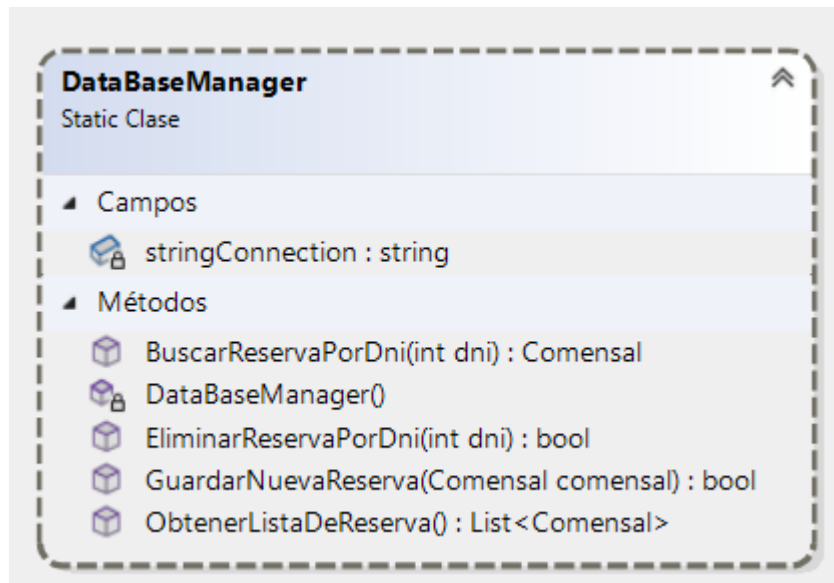 DataBaseManager
Static Clase
Campos
stringConnection : string
Métodos
BuscarReservaPorDni(int dni) : Comensal
DataBaseManager()
EliminarReservaPorDni(int dni) : bool
GuardarNuevaReserva(Comensal comensal) : bool
ObtenerListaDeReserva() : List<Comensal>